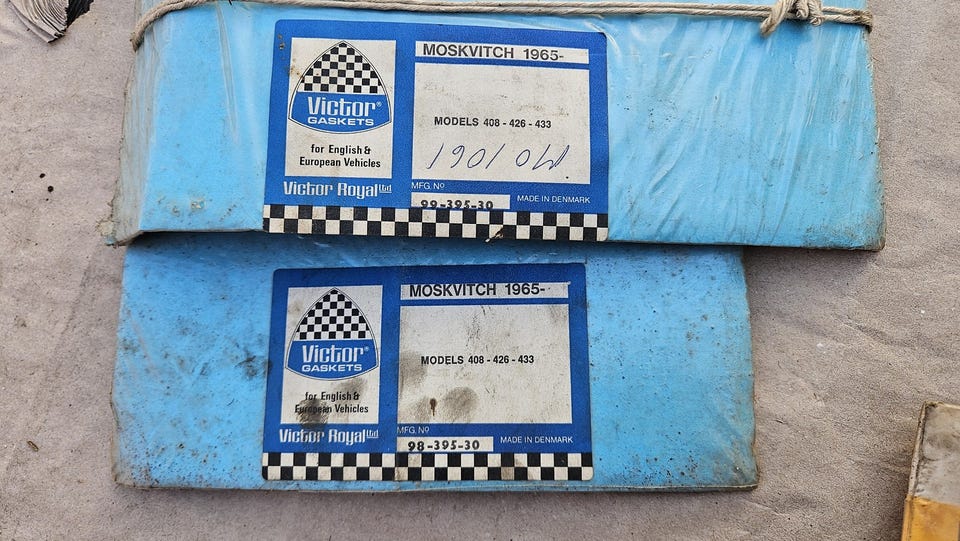 MOSKVITCH 1965-
Victor®
GASKETS
for English &
European Vehicles
Victor Royal Ltd
MODELS 408 - 426 - 433
MFG. Nº
99-395-30
MADE IN DENMARK
MOSKVITCH 1965-
Victor®
GASKETS
for English &
European Vehicles
Victor Royal Ltd
MODELS 408 - 426 - 433
MFG. Nº
98-395-30
MADE IN DENMARK